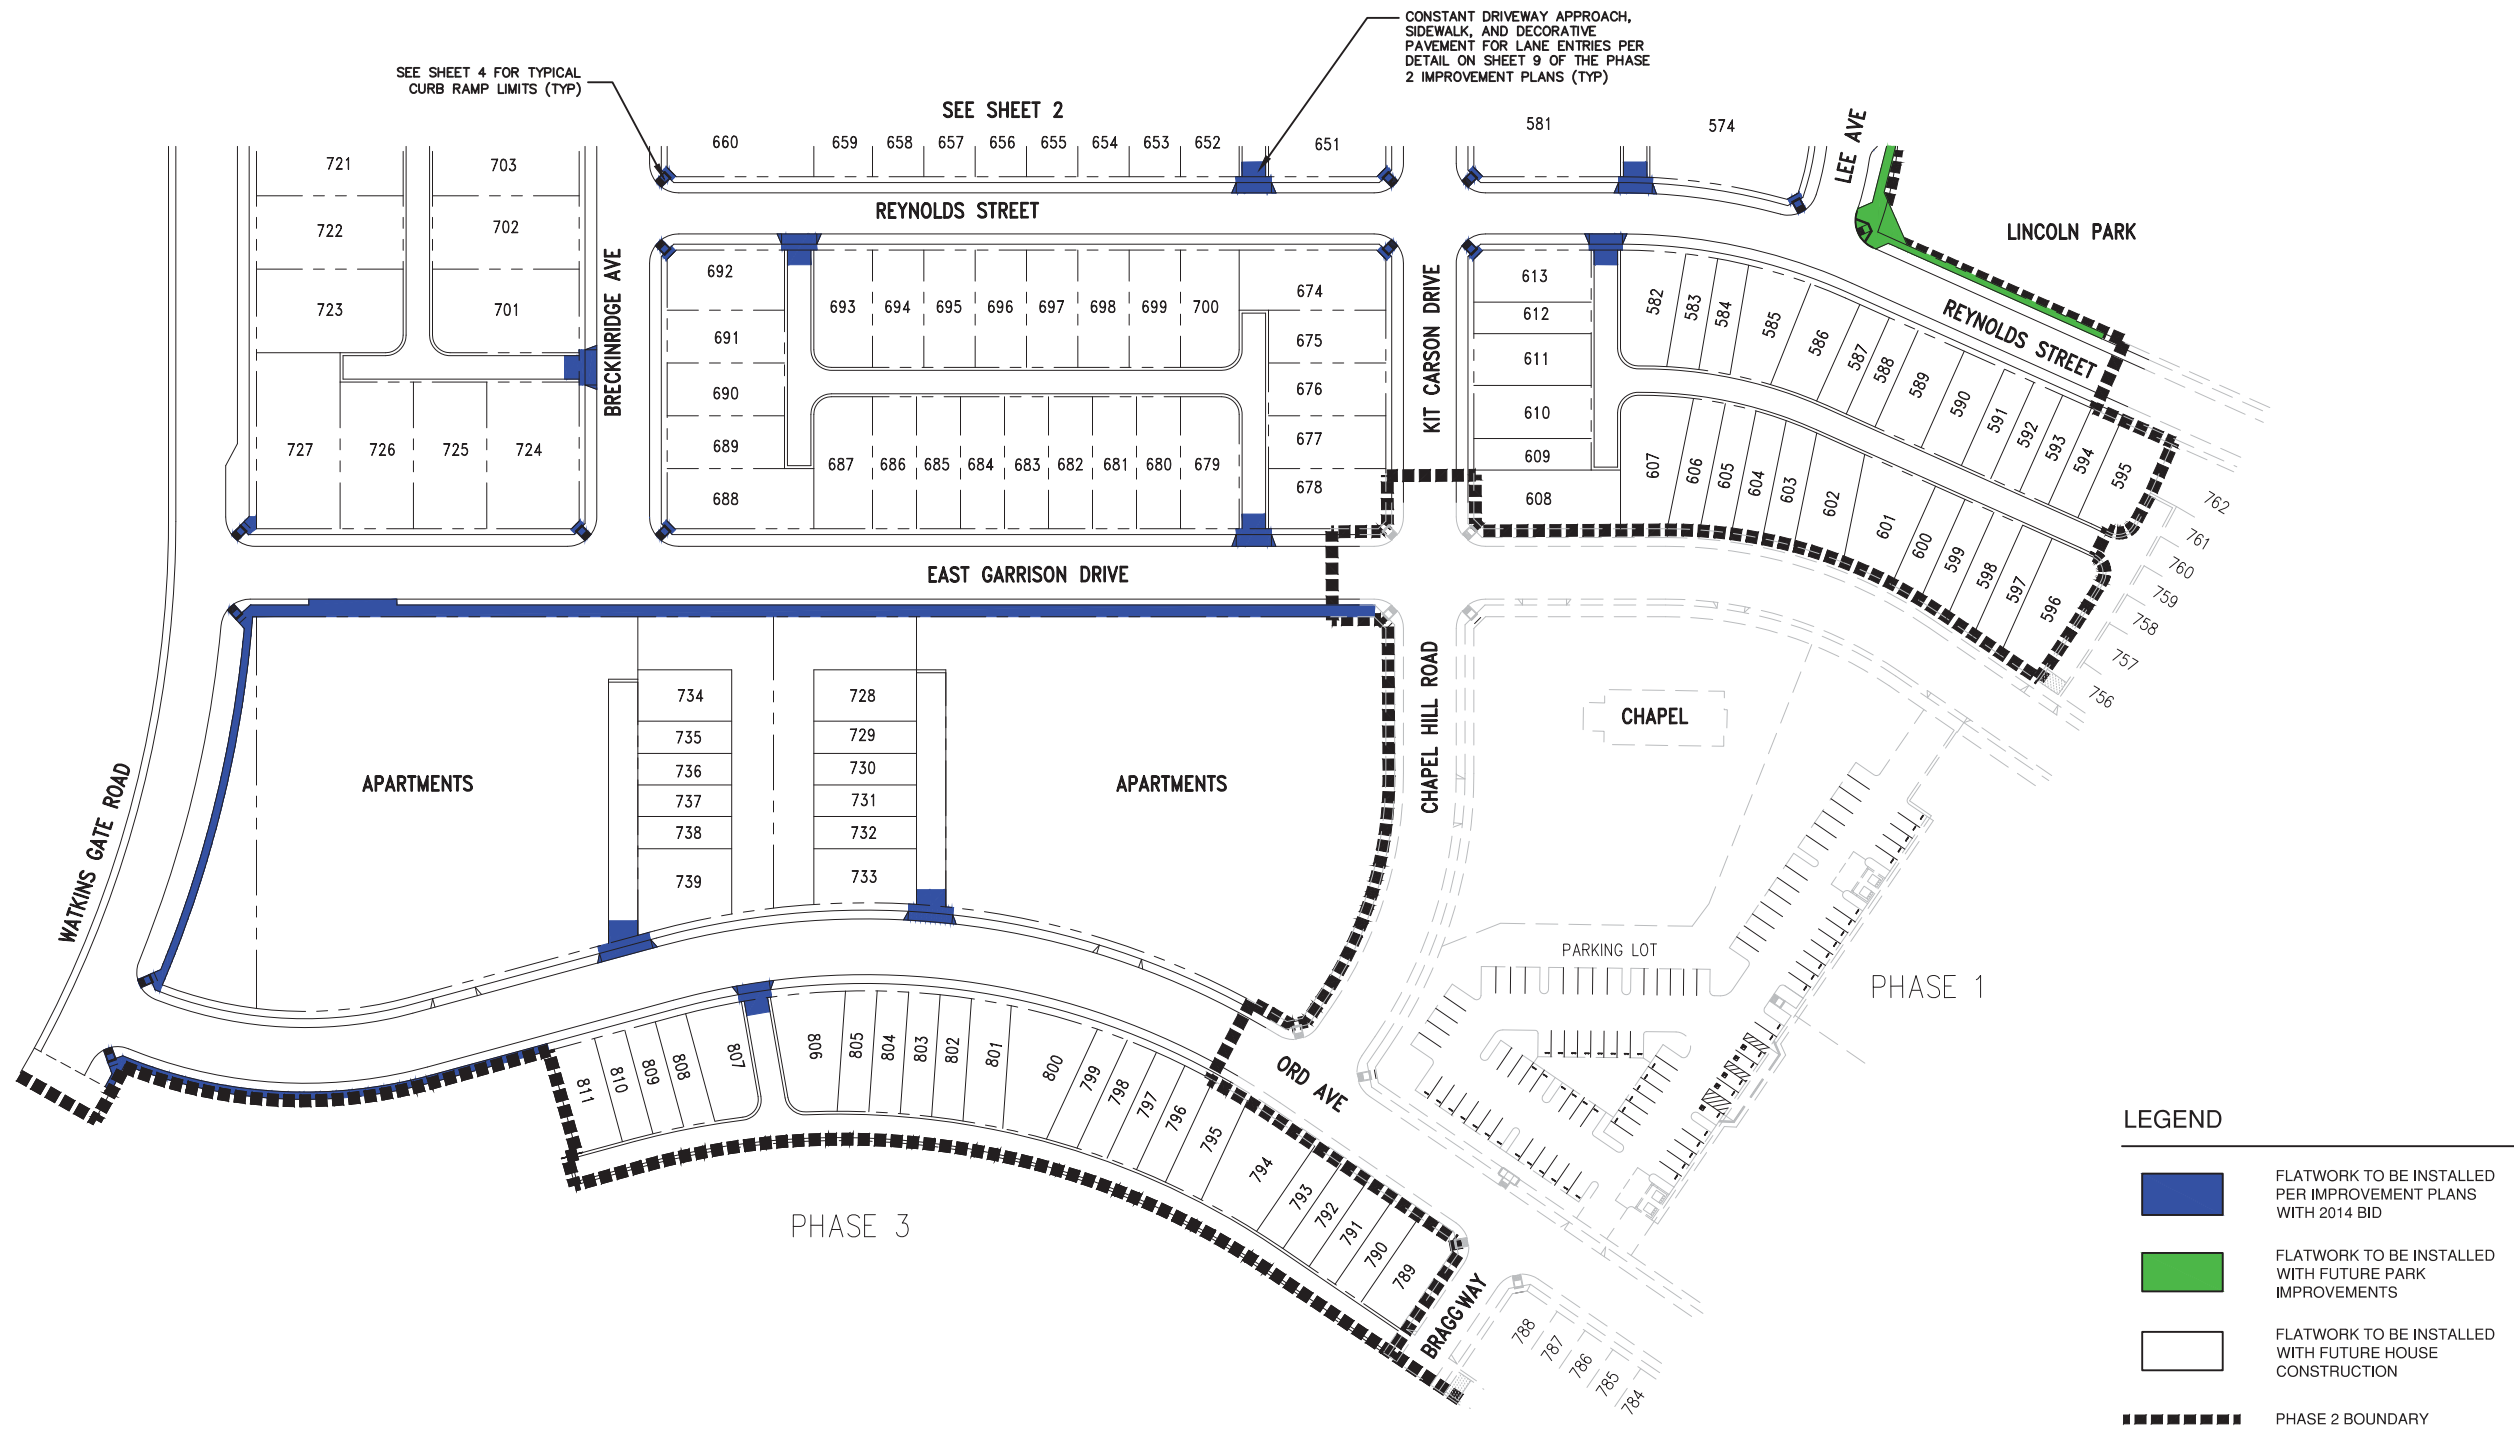 CONSTANT DRIVEWAY APPROACH,
SIDEWALK, AND DECORATIVE
PAVEMENT FOR LANE ENTRIES PER
DETAIL ON SHEET 9 OF THE PHASE
2 IMPROVEMENT PLANS (TYP)
SEE SHEET 4 FOR TYPICAL
CURB RAMP LIMITS (TYP)
SEE SHEET 2
660 659 658 657 656 655 654 653 652 651
581 574
LEE AVE
721 703
722 702
723 701
727 726 725 724
BRECKINRIDGE AVE
REYNOLDS STREET
LINCOLN PARK
REYNOLDS STREET
692
691
690
689
688
693 694 695 696 697 698 699 700
687 686 685 684 683 682 681 680 679
674
675
676
677
678
KIT CARSON DRIVE
613
612
611
610
609
608
582 583 584 585 586 587 588 589 590 591 592 593 594 595
607 606 605 604 603 602 601 600 599 598 597 596
762
761
760
759
758
757
756
EAST GARRISON DRIVE
WATKINS GATE ROAD
APARTMENTS
734
735
736
737
738
739
728
729
730
731
732
733
APARTMENTS
CHAPEL HILL ROAD
CHAPEL
PARKING LOT
PHASE 1
811 810 809 808 807 806 805 804 803 802 801 800 799 798 797 796 795 794 793 792 791 790 789
ORD AVE
PHASE 3
BRAGG WAY
788 787 786 785 784
LEGEND
FLATWORK TO BE INSTALLED
PER IMPROVEMENT PLANS
WITH 2014 BID
FLATWORK TO BE INSTALLED
WITH FUTURE PARK
IMPROVEMENTS
FLATWORK TO BE INSTALLED
WITH FUTURE HOUSE
CONSTRUCTION
PHASE 2 BOUNDARY